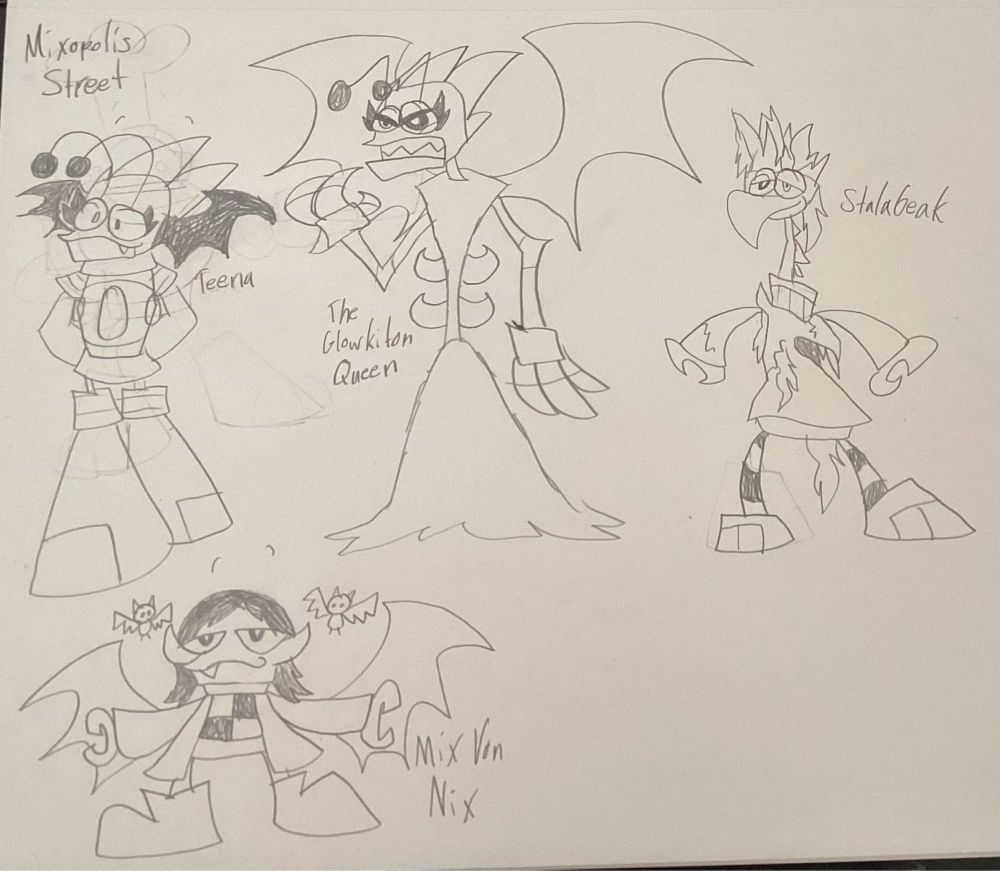 Mixopolis
Street
Teena
The
Glowkiton
Queen
Stalabeak
Mix Von
Nix